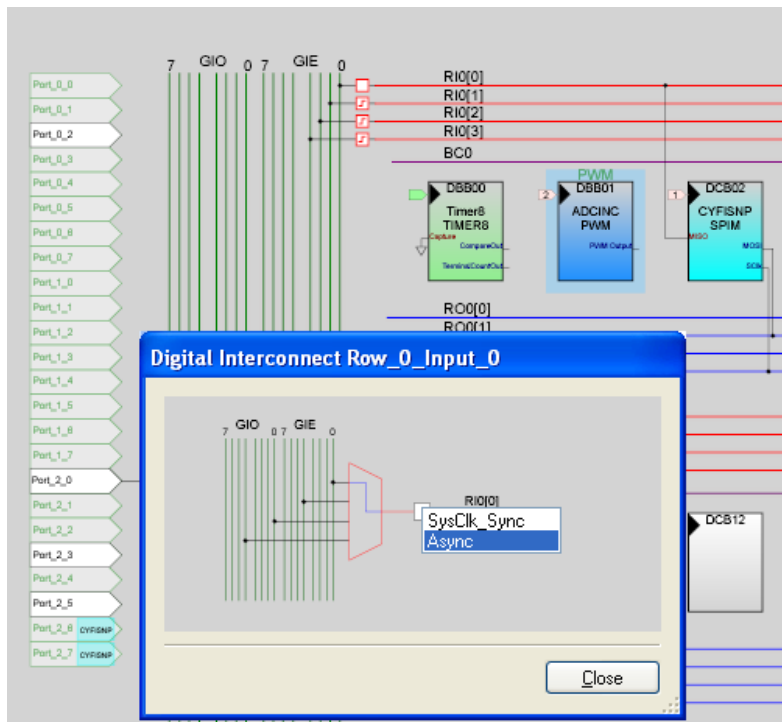 7 GIO 0 7 GIE 0
RI0[0]
RI0[1]
RI0[2]
RI0[3]
BC0
Port_0_0
Port_0_1
Port_0_2
Port_0_3
Port_0_4
Port_0_5
Port_0_6
Port_0_7
Port_1_0
Port_1_1
Port_1_2
Port_1_3
Port_1_4
Port_1_5
Port_1_6
Port_1_7
Port_2_0
Port_2_1
Port_2_2
Port_2_3
Port_2_4
Port_2_5
Port_2_6 CYFISNP
Port_2_7 CYFISNP
DBB00
Timer8
TIMER8
Capture
CompareOut
TerminalCountOut
PWM
2
DBB01
ADCINC
PWM
PWM Output
1
DCB02
CYFISNP
SPIM
MISO
MOSI
SClk
RO0[0]
RO0[1]
DCB12
Digital Interconnect Row_0_Input_0
7 GIO 0 7 GIE 0
RI0[0]
SysClk_Sync
Async
Close